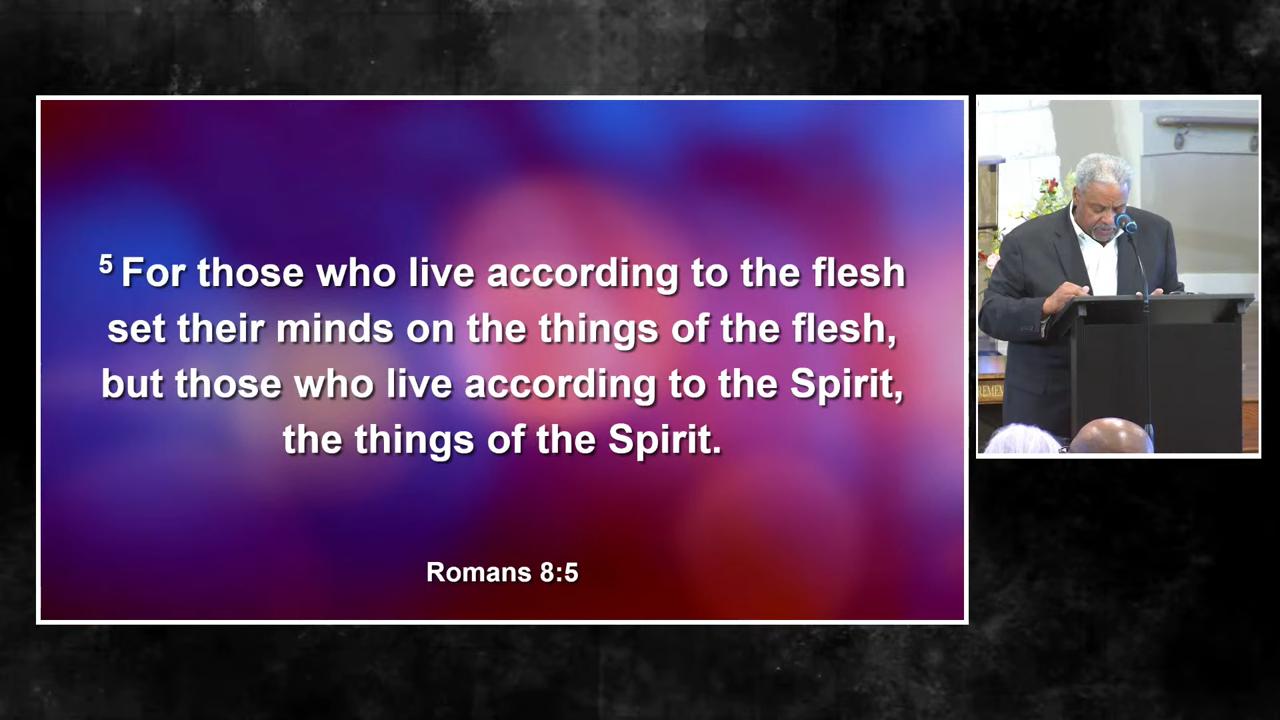 5 For those who live according to the flesh
set their minds on the things of the flesh,
but those who live according to the Spirit,
the things of the Spirit.
Romans 8:5
REMEM